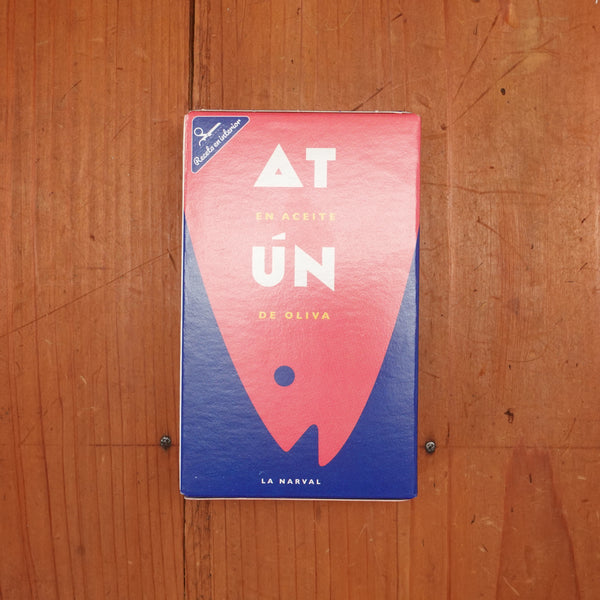 Receta en interior
AT
EN ACEITE
ÚN
DE OLIVA
LA NARVAL